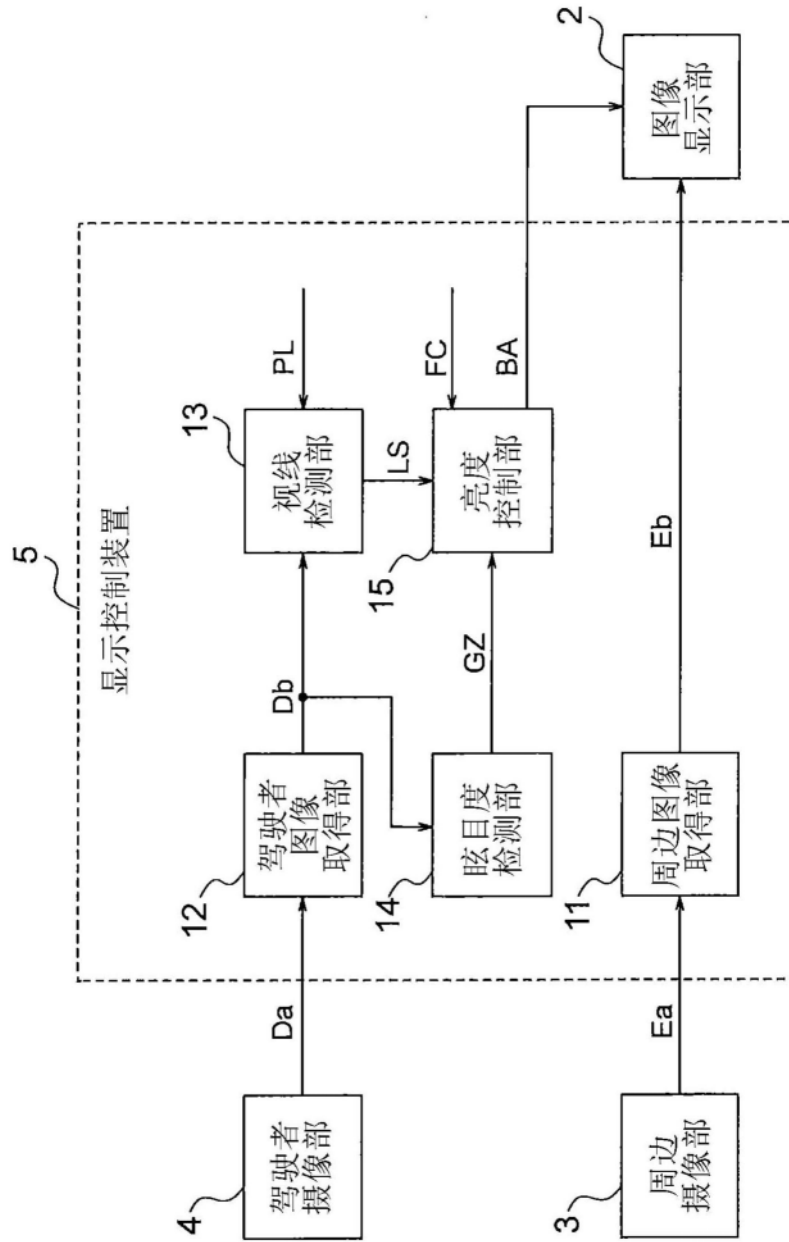 5
显示控制装置
4
驾驶者
摄像部
Da
12
驾驶者
图像
取得部
Db
13
视线
检测部
PL
LS
14
眩目度
检测部
GZ
15
亮度
控制部
FC
BA
3
周边
摄像部
Ea
11
周边图像
取得部
Eb
2
图像
显示部